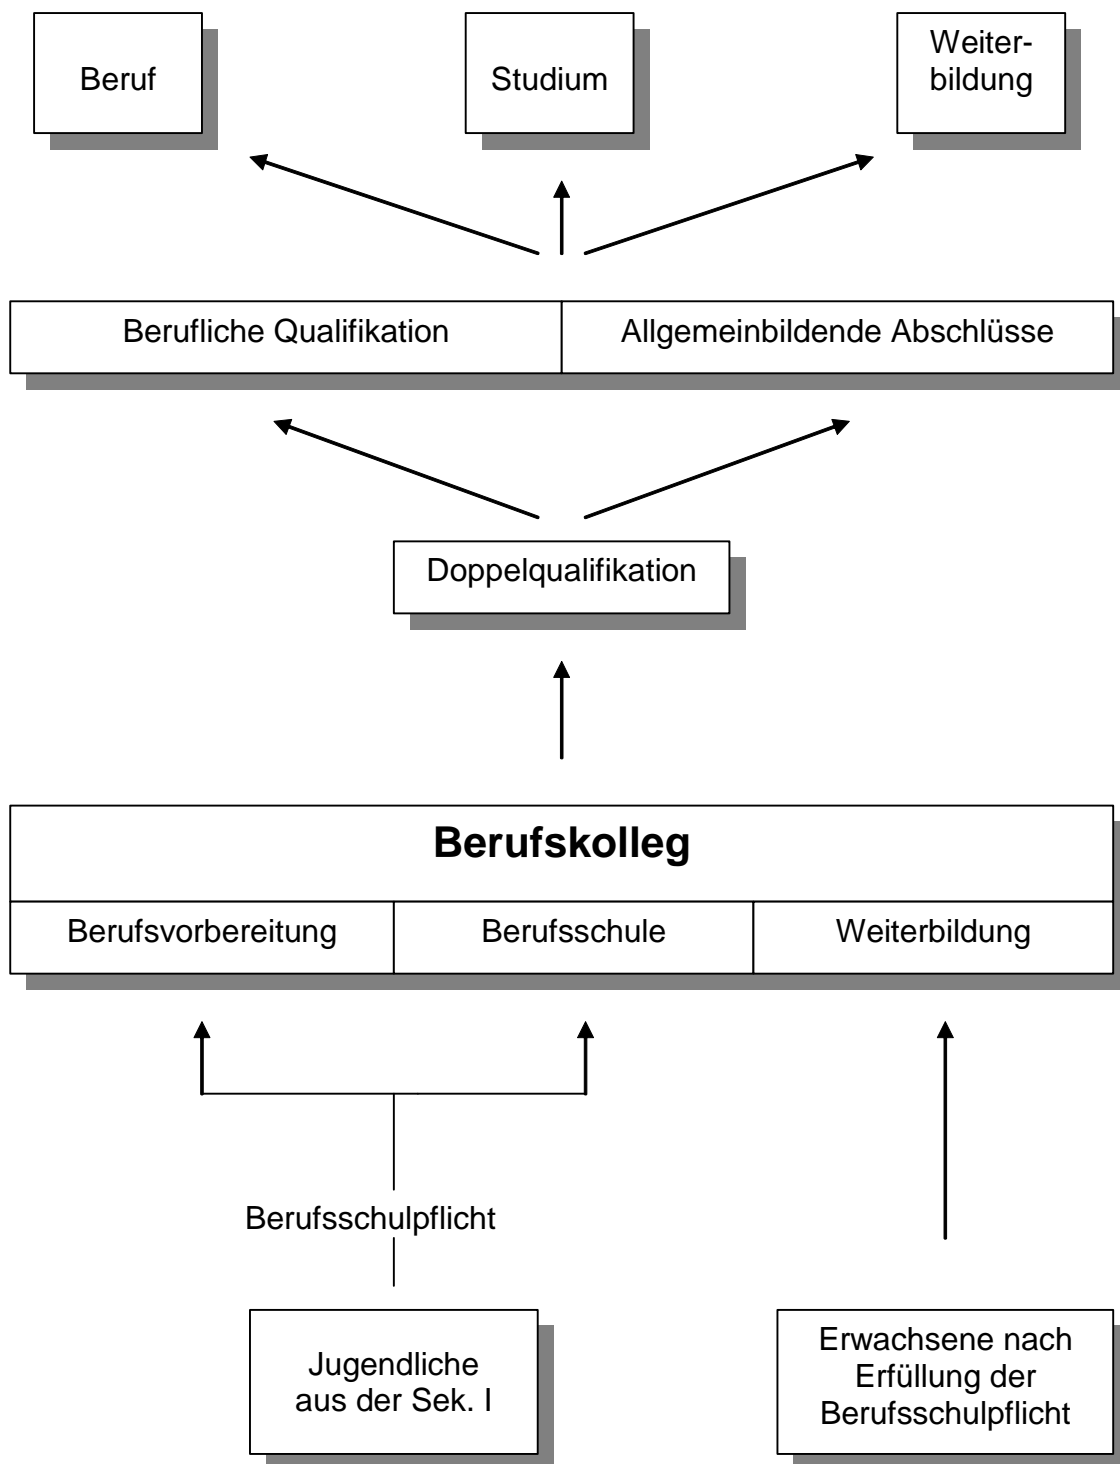 Beruf
Studium
Weiter-
bildung
Berufliche Qualifikation
Allgemeinbildende Abschlüsse
Doppelqualifikation
Berufskolleg
Berufsvorbereitung
Berufsschule
Weiterbildung
Berufsschulpflicht
Jugendliche
aus der Sek. I
Erwachsene nach
Erfüllung der
Berufsschulpflicht